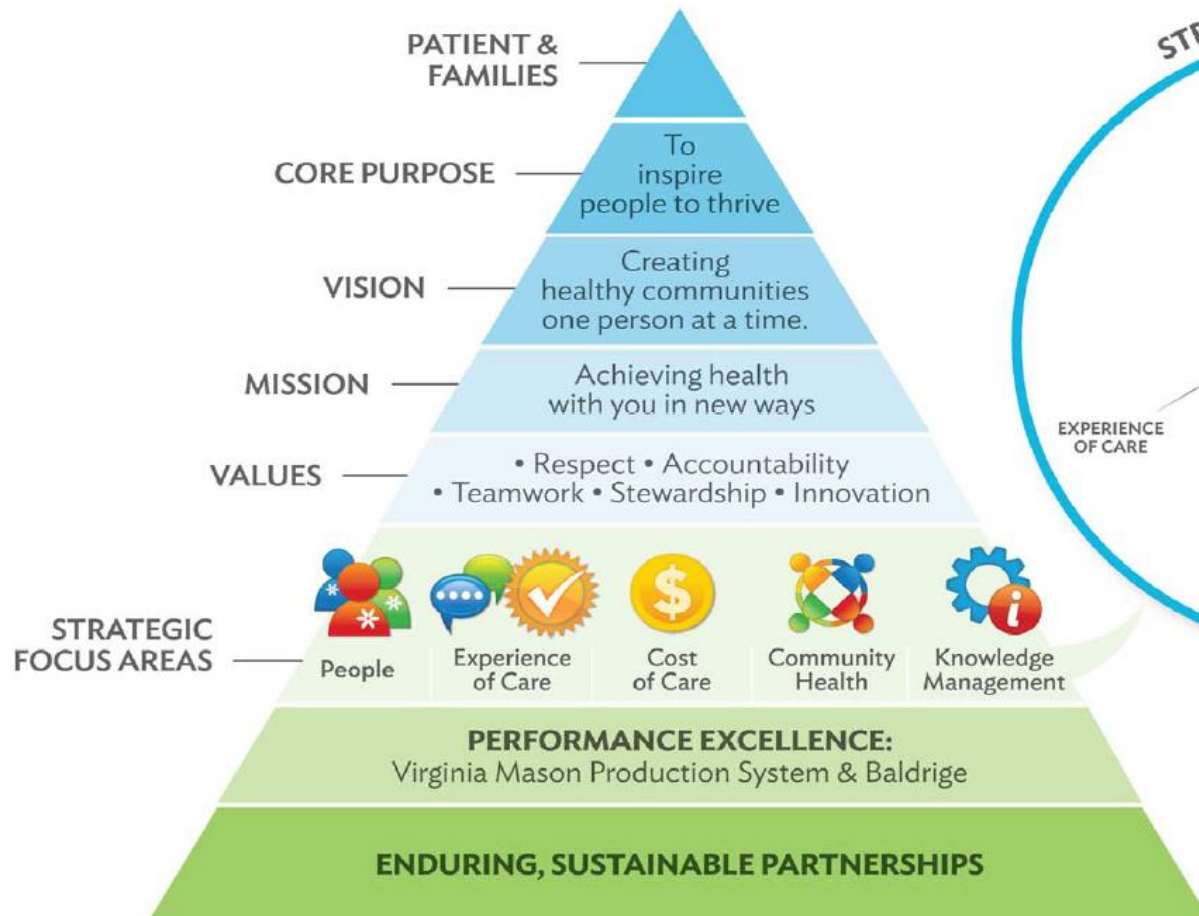 PATIENT &
FAMILIES
CORE PURPOSE
To
inspire
people to thrive
VISION
Creating
healthy communities
one person at a time.
MISSION
Achieving health
with you in new ways
VALUES
• Respect • Accountability
• Teamwork • Stewardship • Innovation
STRATEGIC
FOCUS AREAS
People
Experience
of Care
$
Cost
of Care
Community
Health
i
Knowledge
Management
PERFORMANCE EXCELLENCE:
Virginia Mason Production System & Baldrige
ENDURING, SUSTAINABLE PARTNERSHIPS
EXPERIENCE
OF CARE